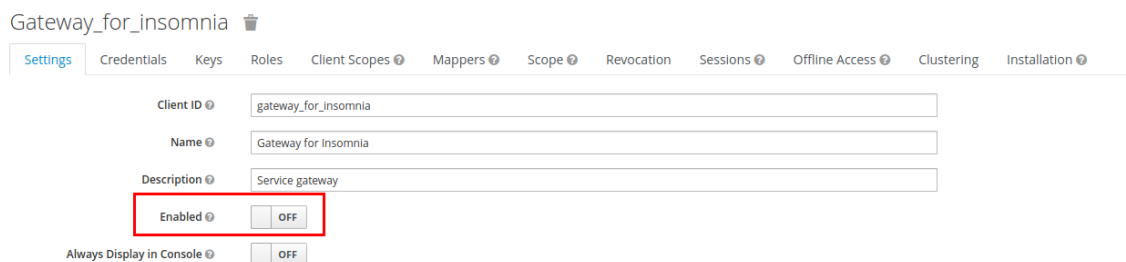 Gateway_for_insomnia
Settings Credentials Keys Roles Client Scopes Mappers Scope Revocation Sessions Offline Access Clustering Installation
Client ID gateway_for_insomnia
Name Gateway for Insomnia
Description Service gateway
Enabled OFF
Always Display in Console OFF